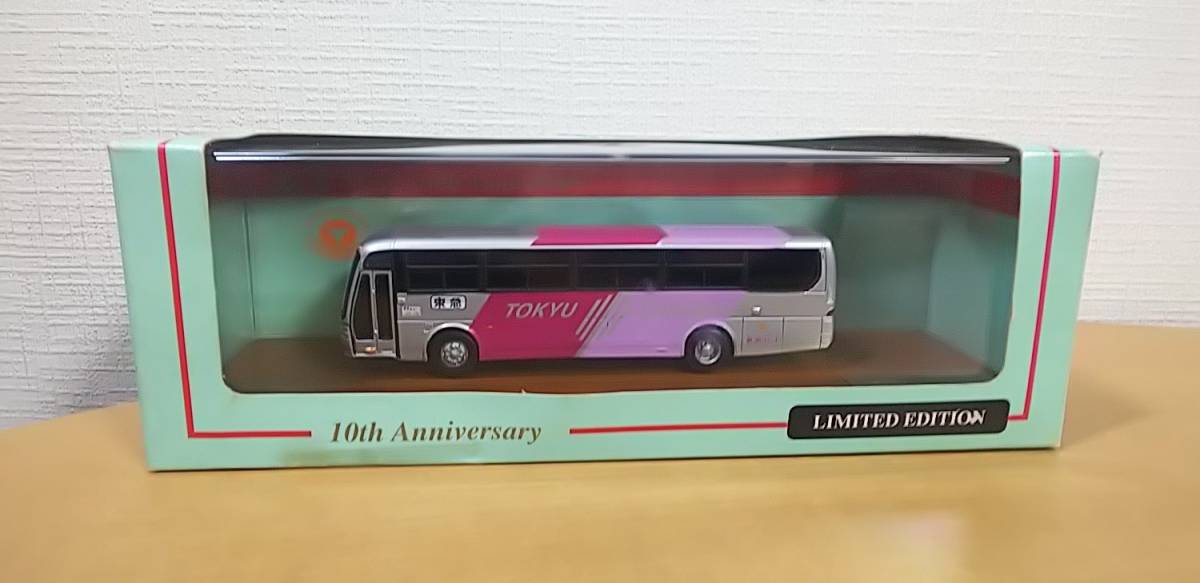 東急
TOKYU
10th Anniversary
LIMITED EDITION